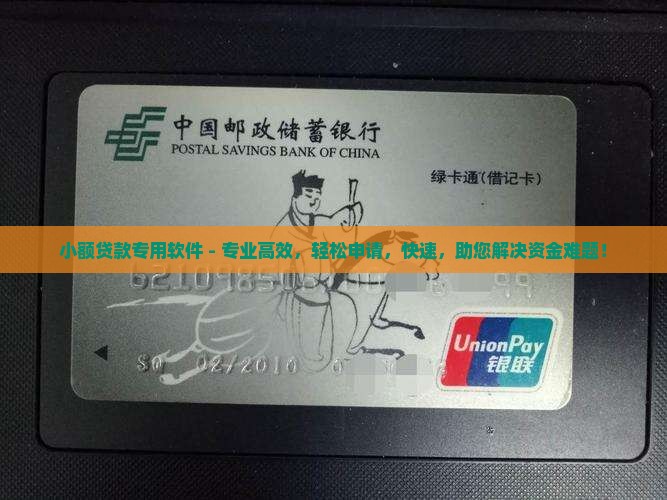 中国邮政储蓄银行
POSTAL SAVINGS BANK OF CHINA
绿卡通(借记卡)
小额贷款专用软件 - 专业高效，轻松申请，快速，助您解决资金难题！
UnionPay
银联
02/2010